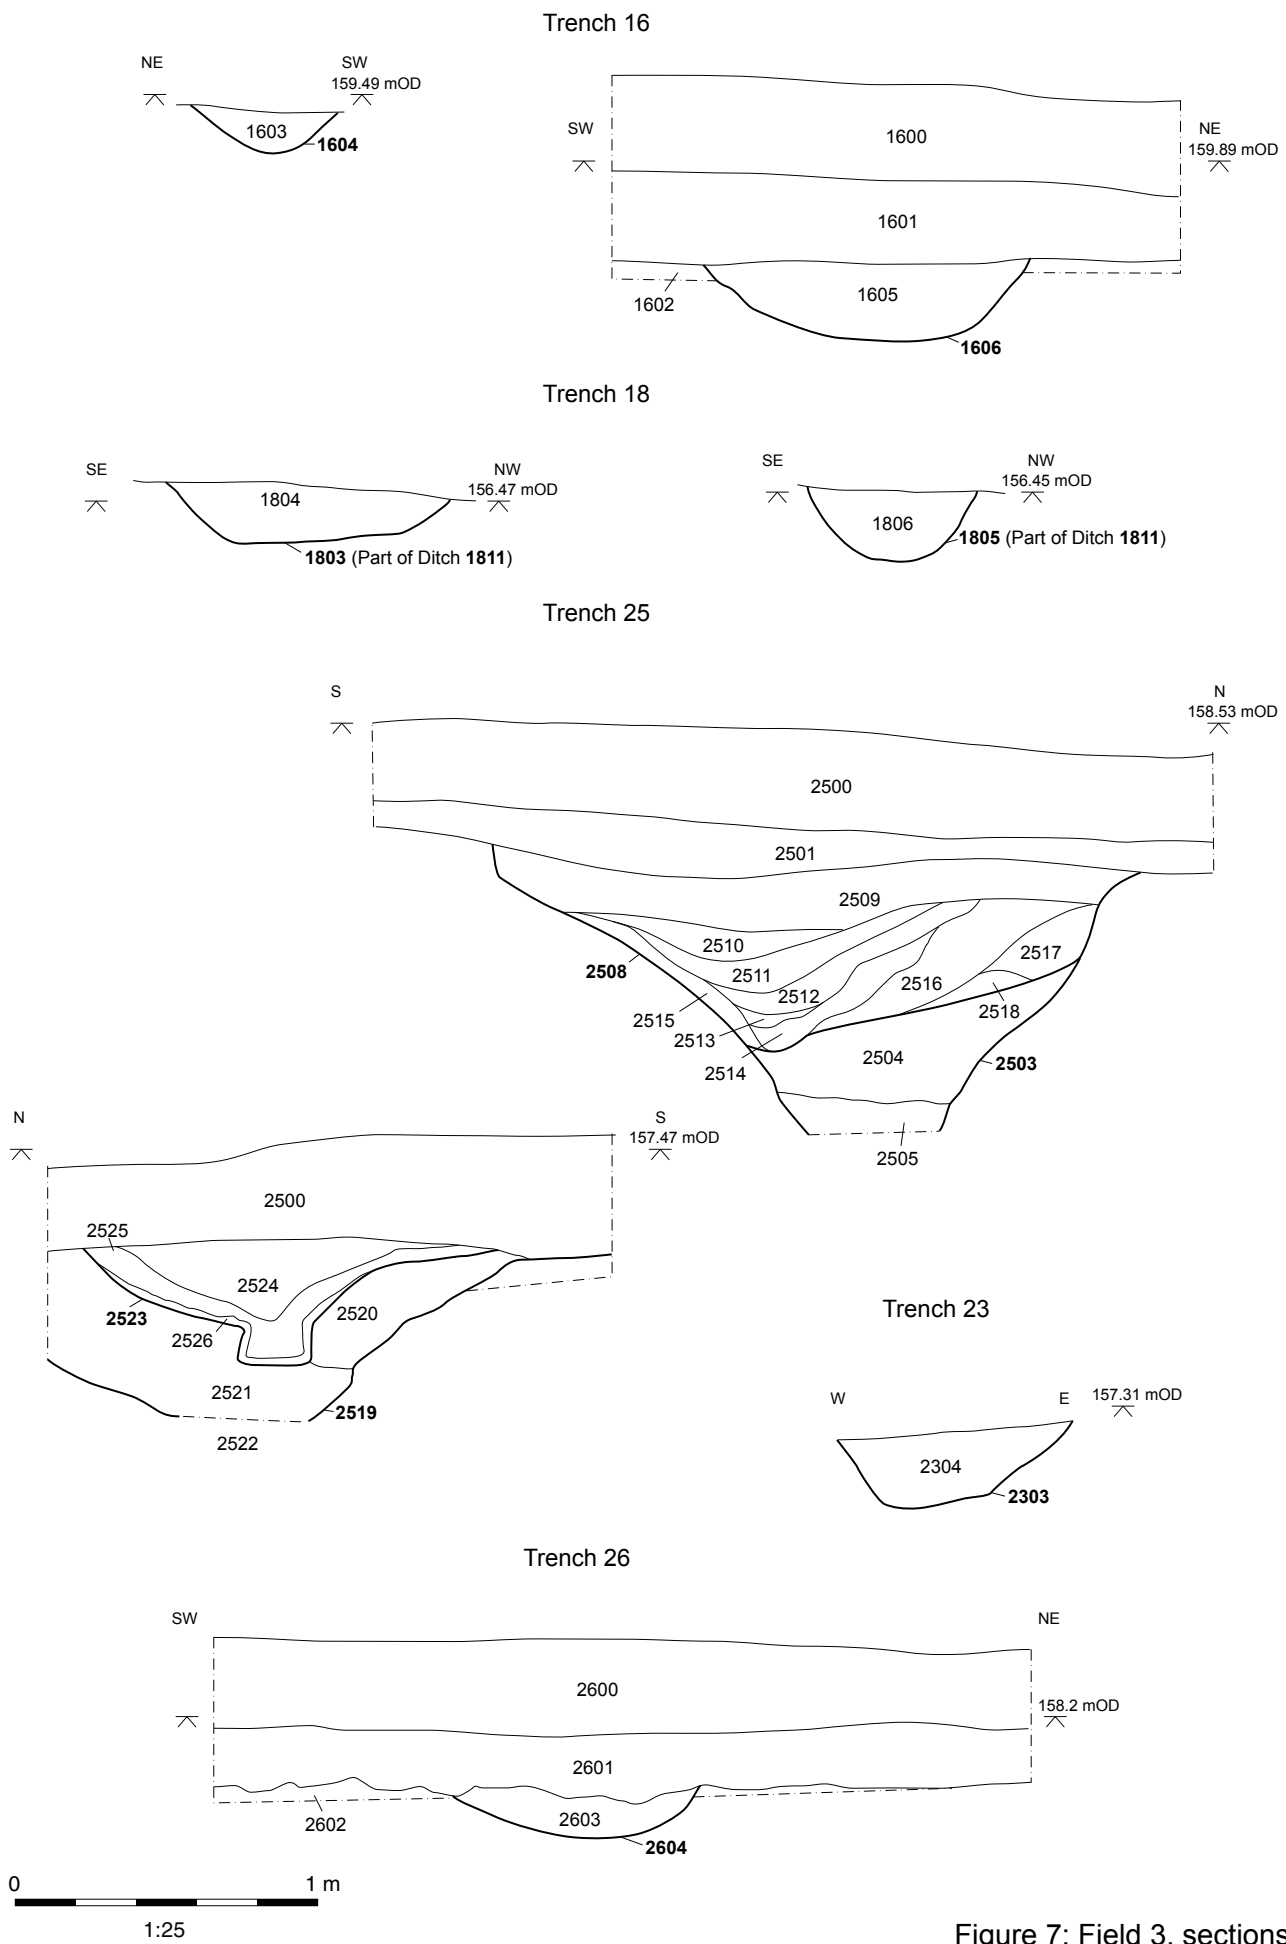 Trench 16
NE
SW
159.49 mOD
1603
1604
SW
NE
159.89 mOD
1600
1601
1602
1605
1606
Trench 18
SE
NW
156.47 mOD
1804
1803 (Part of Ditch 1811)
SE
NW
156.45 mOD
1806
1805 (Part of Ditch 1811)
Trench 25
S
N
158.53 mOD
2500
2501
2509
2510
2508
2511
2517
2512
2516
2515
2518
2513
2514
2504
2503
2505
N
S
157.47 mOD
2500
2525
2524
2523
2520
2526
2521
2519
2522
Trench 23
W
E
157.31 mOD
2304
2303
Trench 26
SW
NE
2600
158.2 mOD
2601
2602
2603
2604
0 1 m
1:25
Figure 7: Field 3, sections